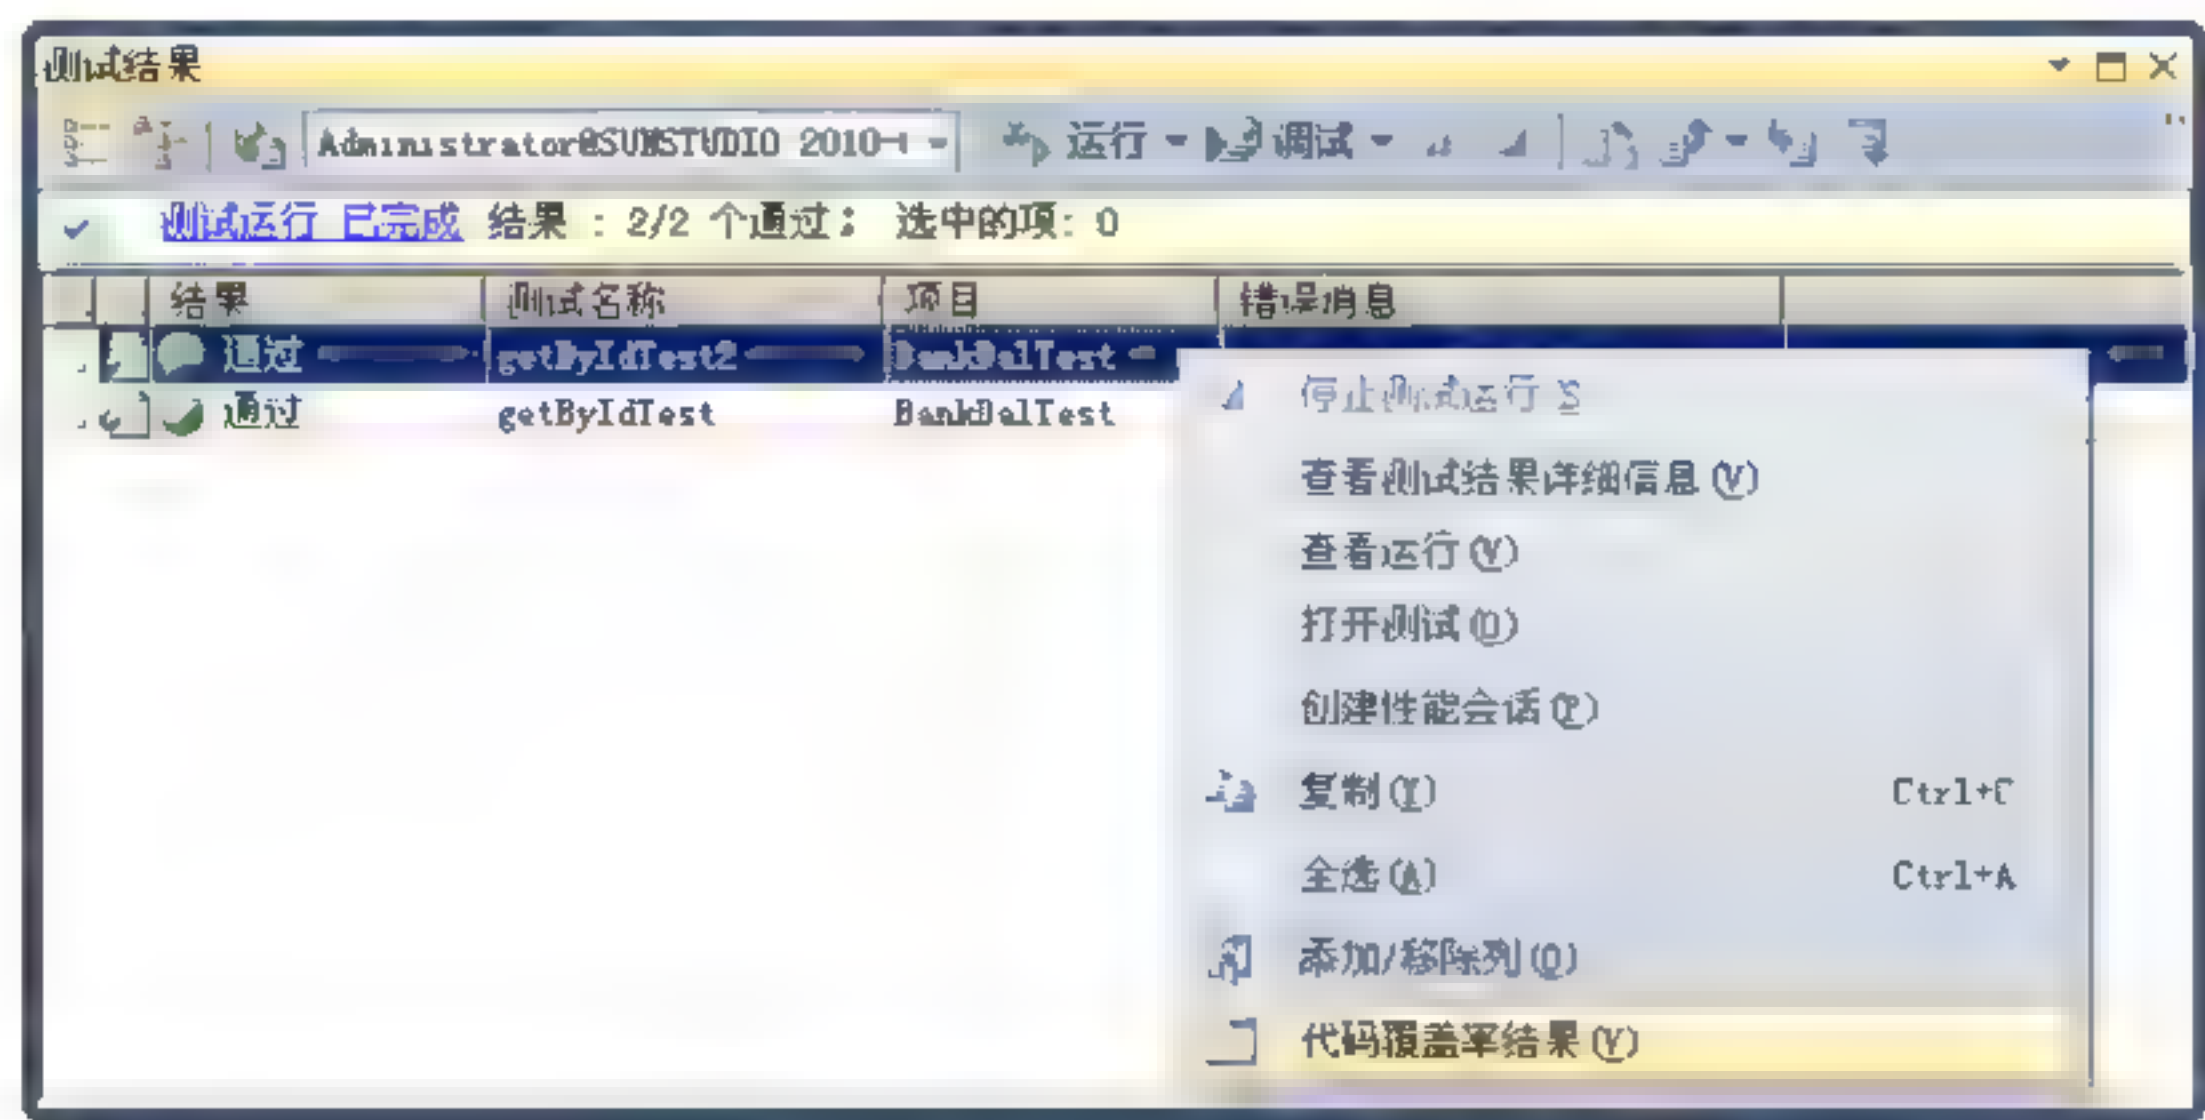 测试结果
Administrator@SUNSTUDIO 2010- 运行 调试
测试运行 已完成 结果 : 2/2 个通过; 选中的项: 0
结果 测试名称 项目 错误消息
通过 getByIdTest2 BankDalTest
通过 getByIdTest BankDalTest
停止测试运行 S
查看测试结果详细信息(V)
查看运行(V)
打开测试(O)
创建性能会话(P)
复制(Y) Ctrl+C
全选(A) Ctrl+A
添加/移除列(O)
代码覆盖率结果(V)